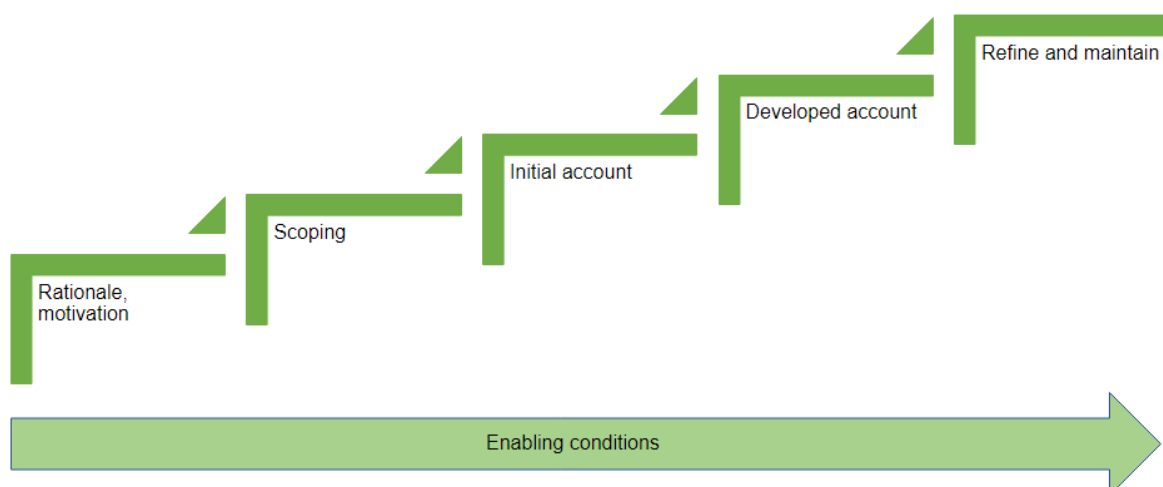 Rationale,
motivation
Scoping
Initial account
Developed account
Refine and maintain
Enabling conditions